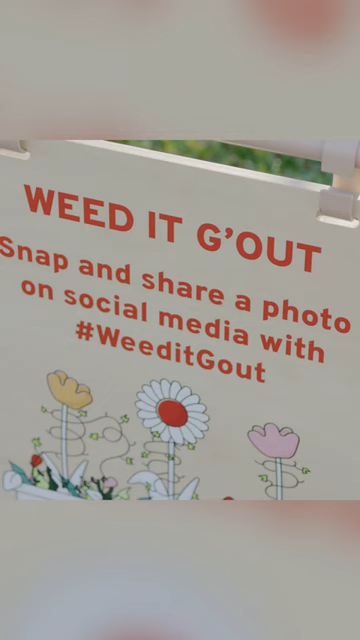 WEED IT G'OUT
Snap and share a photo
on social media with
#WeeditGout